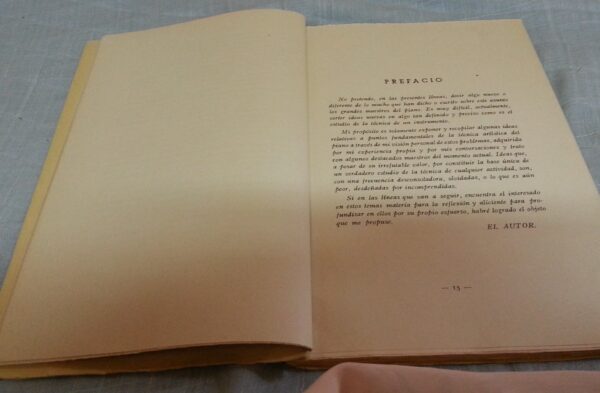 PREFACIO
No pretendo, en las presentes líneas, decir algo nuevo o
diferente de lo mucho que han dicho o escrito sobre este asunto
los grandes maestros del piano. Es muy difícil, actualmente,
verter ideas nuevas en algo tan definido y preciso como es el
estudio de la técnica de un instrumento.
Mi propósito es solamente exponer y recopilar algunas ideas
relativas a puntos fundamentales de la técnica artística del
piano a través de mi visión personal de estos problemas, adquirida
por mi experiencia propia y por mis conversaciones y trato
con algunos destacados maestros del momento actual. Ideas que,
a pesar de su irrefutable valor, por constituir la base única de
un verdadero estudio de la técnica de cualquier actividad, son,
con una frecuencia desconsoladora, olvidadas, o lo que es aún
peor, desdeñadas por incomprendidas.
Si en las líneas que van a seguir, encuentra el interesado
en estos temas materia para la reflexión y aliciente para pro-
fundizar en ellos por su propio esfuerzo, habré logrado el objeto
que me propuse.
EL AUTOR.
— 15 —